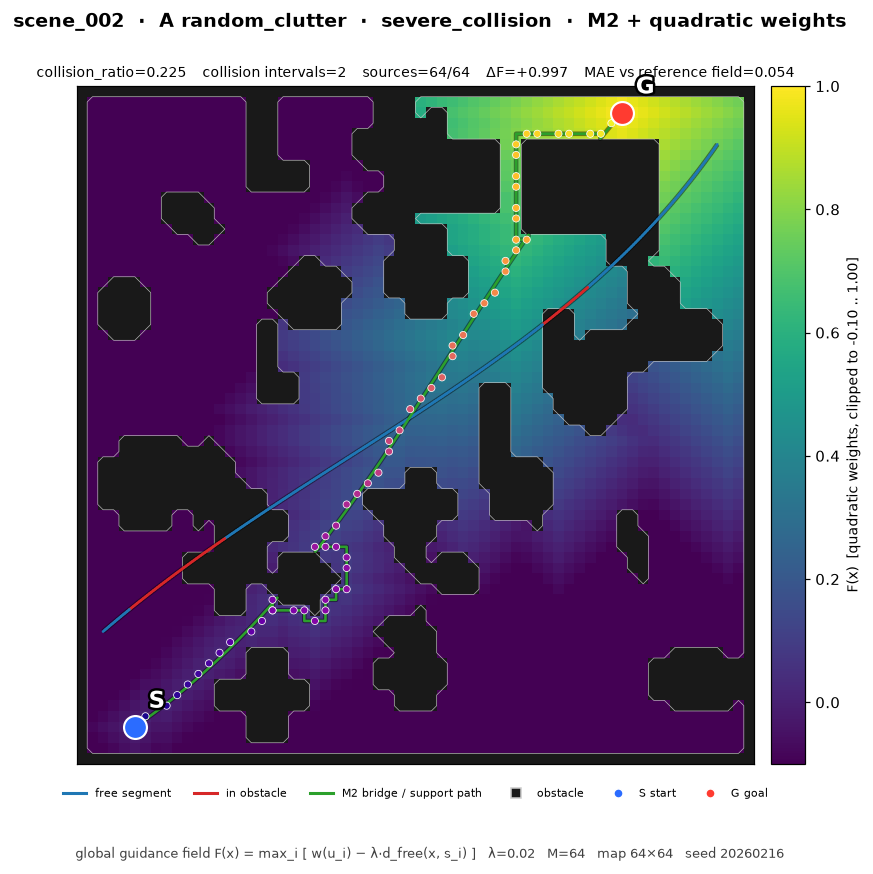 scene_002 · A random_clutter · severe_collision · M2 + quadratic weights
collision_ratio=0.225 collision intervals=2 sources=64/64 ΔF=+0.997 MAE vs reference field=0.054
G
S
1.0
0.8
0.6
0.4
0.2
0.0
F(x) [quadratic weights, clipped to -0.10 .. 1.00]
free segment in obstacle M2 bridge / support path obstacle S start G goal
global guidance field F(x) = max_i [ w(u_i) − λ·d_free(x, s_i) ] λ=0.02 M=64 map 64×64 seed 20260216